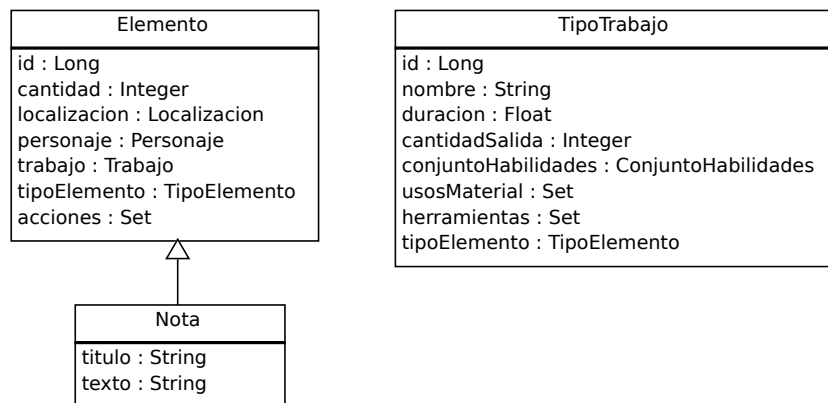 Elemento
id : Long
cantidad : Integer
localizacion : Localizacion
personaje : Personaje
trabajo : Trabajo
tipoElemento : TipoElemento
acciones : Set
TipoTrabajo
id : Long
nombre : String
duracion : Float
cantidadSalida : Integer
conjuntoHabilidades : ConjuntoHabilidades
usosMaterial : Set
herramientas : Set
tipoElemento : TipoElemento
Nota
titulo : String
texto : String